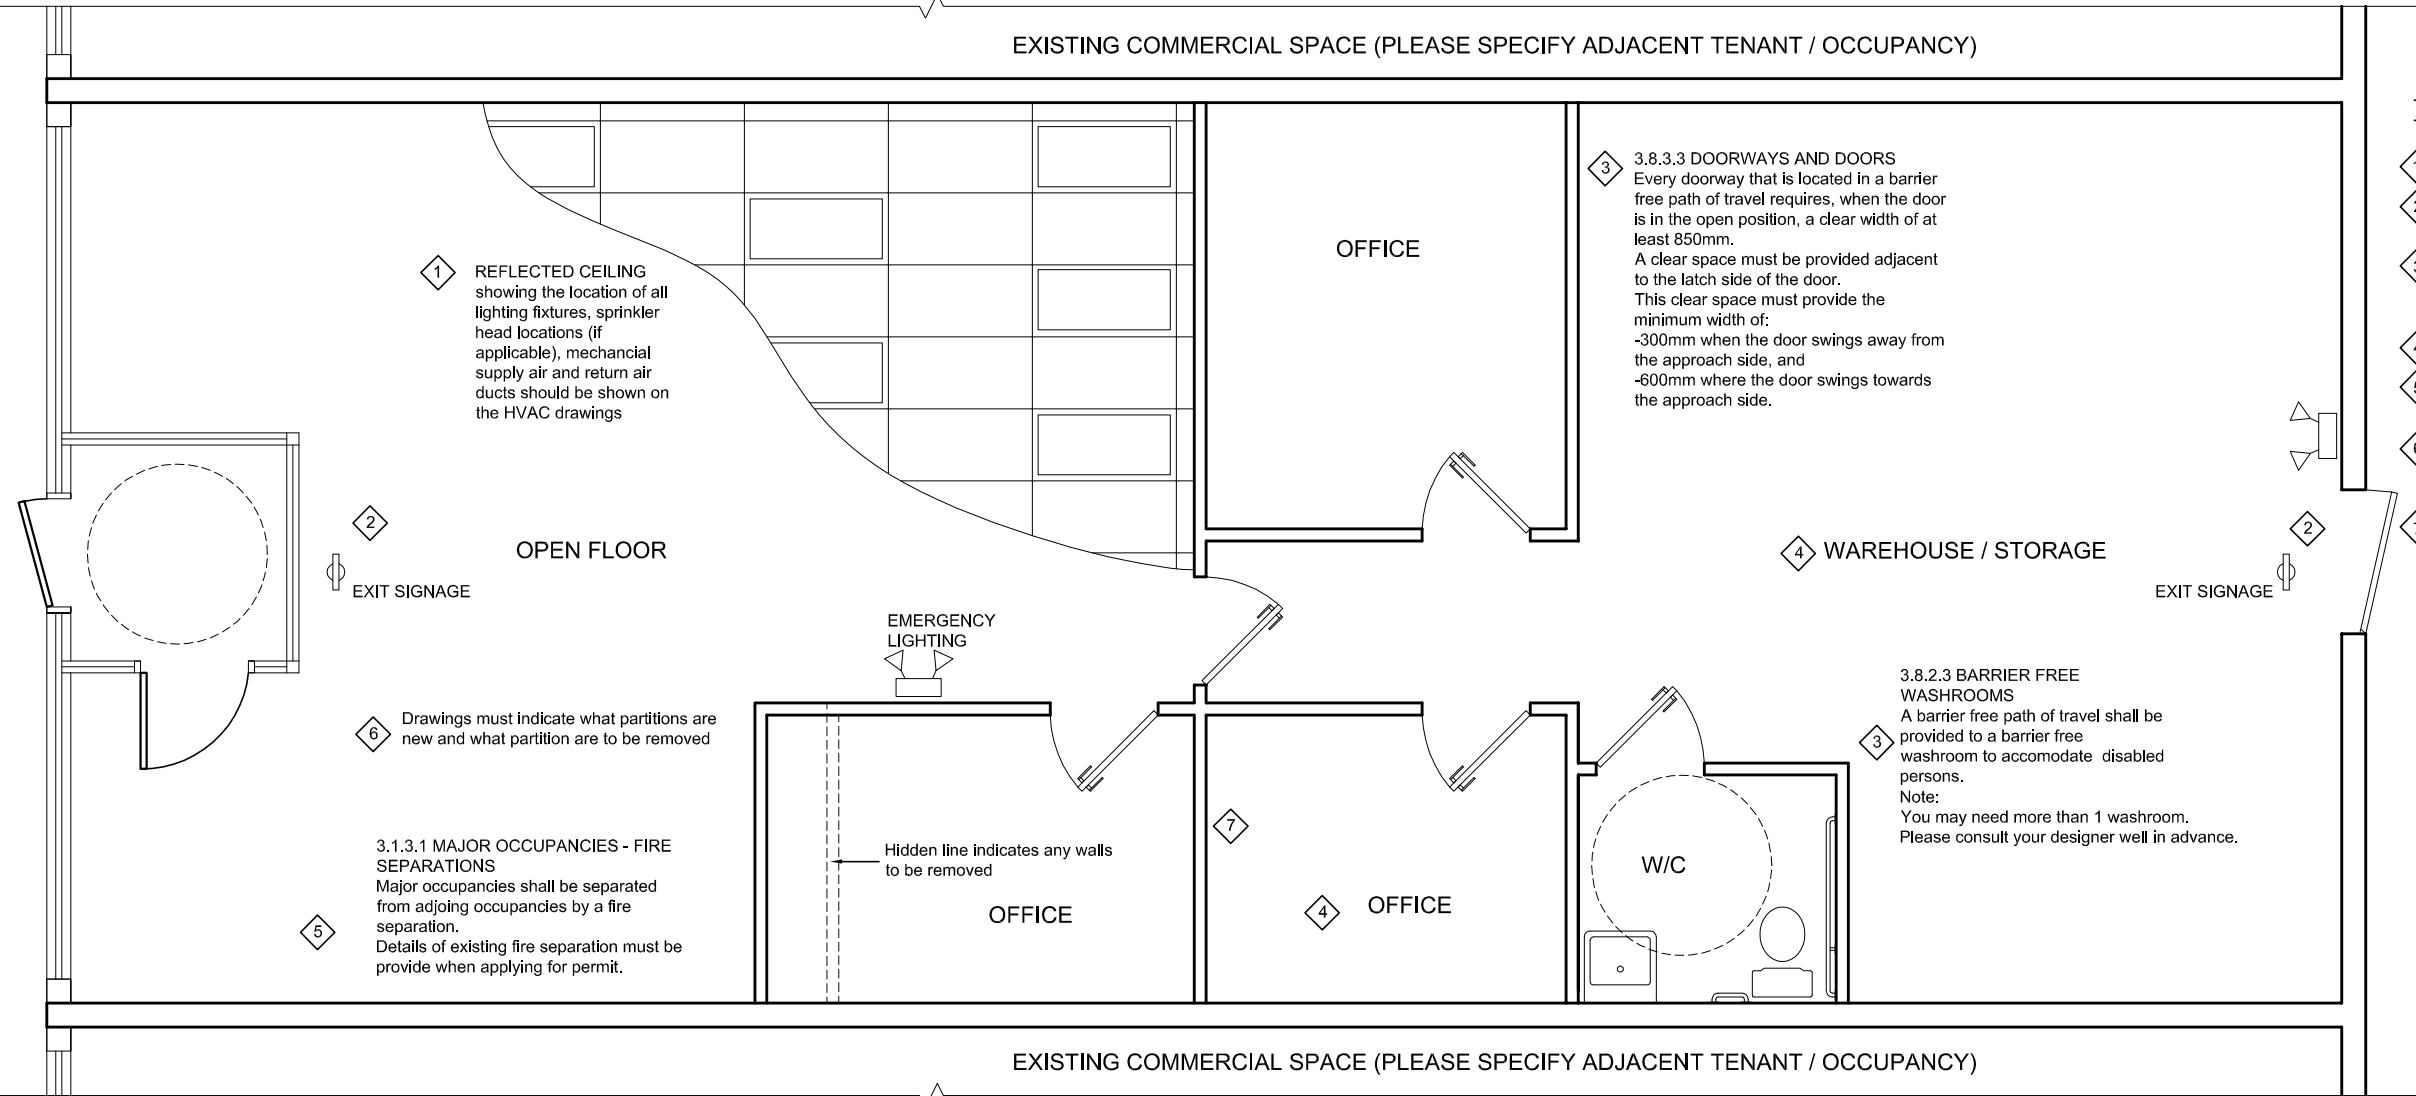 EXISTING COMMERCIAL SPACE (PLEASE SPECIFY ADJACENT TENANT / OCCUPANCY)
1
REFLECTED CEILING
showing the location of all
lighting fixtures, sprinkler
head locations (if
applicable), mechancial
supply air and return air
ducts should be shown on
the HVAC drawings
OFFICE
3
3.8.3.3 DOORWAYS AND DOORS
Every doorway that is located in a barrier
free path of travel requires, when the door
is in the open position, a clear width of at
least 850mm.
A clear space must be provided adjacent
to the latch side of the door.
This clear space must provide the
minimum width of:
-300mm when the door swings away from
the approach side, and
-600mm where the door swings towards
the approach side.
2
EXIT SIGNAGE
OPEN FLOOR
4 WAREHOUSE / STORAGE
2
EXIT SIGNAGE
EMERGENCY
LIGHTING
6
Drawings must indicate what partitions are
new and what partition are to be removed
3.8.2.3 BARRIER FREE
WASHROOMS
3
A barrier free path of travel shall be
provided to a barrier free
washroom to accomodate  disabled
persons.
Note:
You may need more than 1 washroom.
Please consult your designer well in advance.
5
3.1.3.1 MAJOR OCCUPANCIES - FIRE
SEPARATIONS
Major occupancies shall be separated
from adjoing occupancies by a fire
separation.
Details of existing fire separation must be
provide when applying for permit.
Hidden line indicates any walls
to be removed
OFFICE
7
4 OFFICE
W/C
EXISTING COMMERCIAL SPACE (PLEASE SPECIFY ADJACENT TENANT / OCCUPANCY)